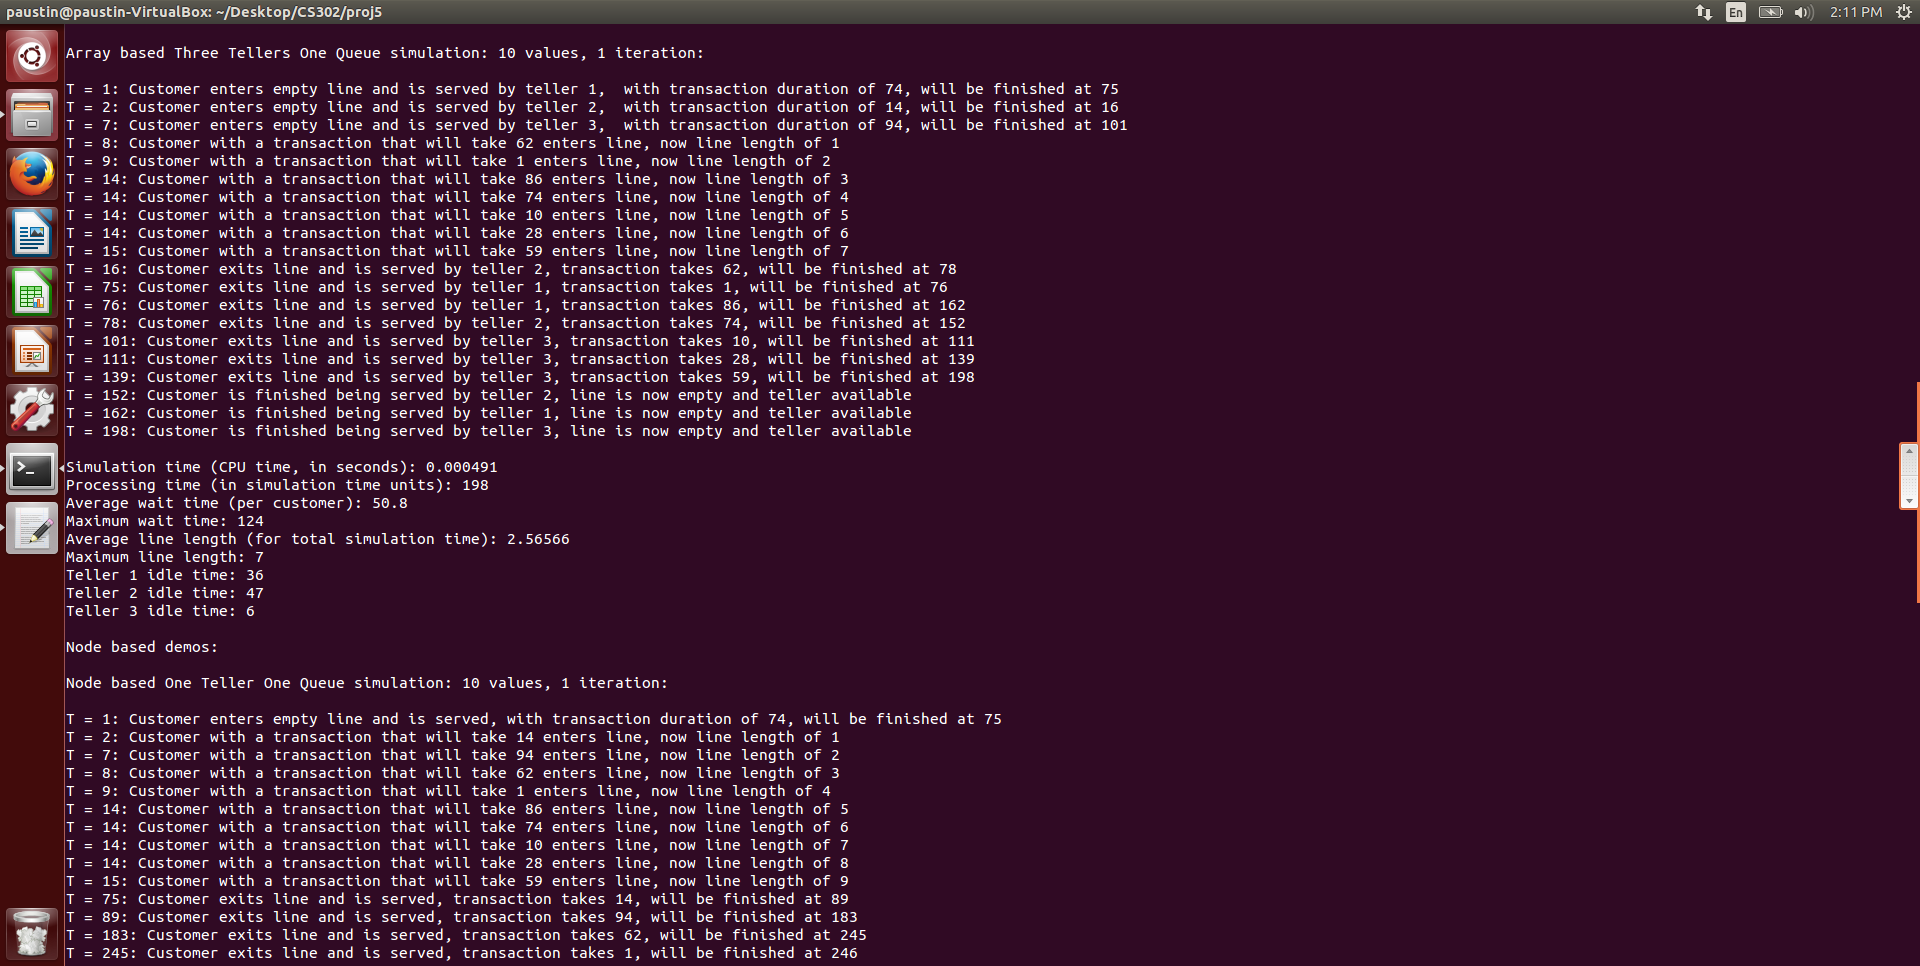 paustin@paustin-VirtualBox: ~/Desktop/CS302/proj5
En
2:11 PM
Array based Three Tellers One Queue simulation: 10 values, 1 iteration:
T = 1: Customer enters empty line and is served by teller 1,  with transaction duration of 74, will be finished at 75
T = 2: Customer enters empty line and is served by teller 2,  with transaction duration of 14, will be finished at 16
T = 7: Customer enters empty line and is served by teller 3,  with transaction duration of 94, will be finished at 101
T = 8: Customer with a transaction that will take 62 enters line, now line length of 1
T = 9: Customer with a transaction that will take 1 enters line, now line length of 2
T = 14: Customer with a transaction that will take 86 enters line, now line length of 3
T = 14: Customer with a transaction that will take 74 enters line, now line length of 4
T = 14: Customer with a transaction that will take 10 enters line, now line length of 5
T = 14: Customer with a transaction that will take 28 enters line, now line length of 6
T = 15: Customer with a transaction that will take 59 enters line, now line length of 7
T = 16: Customer exits line and is served by teller 2, transaction takes 62, will be finished at 78
T = 75: Customer exits line and is served by teller 1, transaction takes 1, will be finished at 76
T = 76: Customer exits line and is served by teller 1, transaction takes 86, will be finished at 162
T = 78: Customer exits line and is served by teller 2, transaction takes 74, will be finished at 152
T = 101: Customer exits line and is served by teller 3, transaction takes 10, will be finished at 111
T = 111: Customer exits line and is served by teller 3, transaction takes 28, will be finished at 139
T = 139: Customer exits line and is served by teller 3, transaction takes 59, will be finished at 198
T = 152: Customer is finished being served by teller 2, line is now empty and teller available
T = 162: Customer is finished being served by teller 1, line is now empty and teller available
T = 198: Customer is finished being served by teller 3, line is now empty and teller available
Simulation time (CPU time, in seconds): 0.000491
Processing time (in simulation time units): 198
Average wait time (per customer): 50.8
Maximum wait time: 124
Average line length (for total simulation time): 2.56566
Maximum line length: 7
Teller 1 idle time: 36
Teller 2 idle time: 47
Teller 3 idle time: 6
Node based demos:
Node based One Teller One Queue simulation: 10 values, 1 iteration:
T = 1: Customer enters empty line and is served, with transaction duration of 74, will be finished at 75
T = 2: Customer with a transaction that will take 14 enters line, now line length of 1
T = 7: Customer with a transaction that will take 94 enters line, now line length of 2
T = 8: Customer with a transaction that will take 62 enters line, now line length of 3
T = 9: Customer with a transaction that will take 1 enters line, now line length of 4
T = 14: Customer with a transaction that will take 86 enters line, now line length of 5
T = 14: Customer with a transaction that will take 74 enters line, now line length of 6
T = 14: Customer with a transaction that will take 10 enters line, now line length of 7
T = 14: Customer with a transaction that will take 28 enters line, now line length of 8
T = 15: Customer with a transaction that will take 59 enters line, now line length of 9
T = 75: Customer exits line and is served, transaction takes 14, will be finished at 89
T = 89: Customer exits line and is served, transaction takes 94, will be finished at 183
T = 183: Customer exits line and is served, transaction takes 62, will be finished at 245
T = 245: Customer exits line and is served, transaction takes 1, will be finished at 246